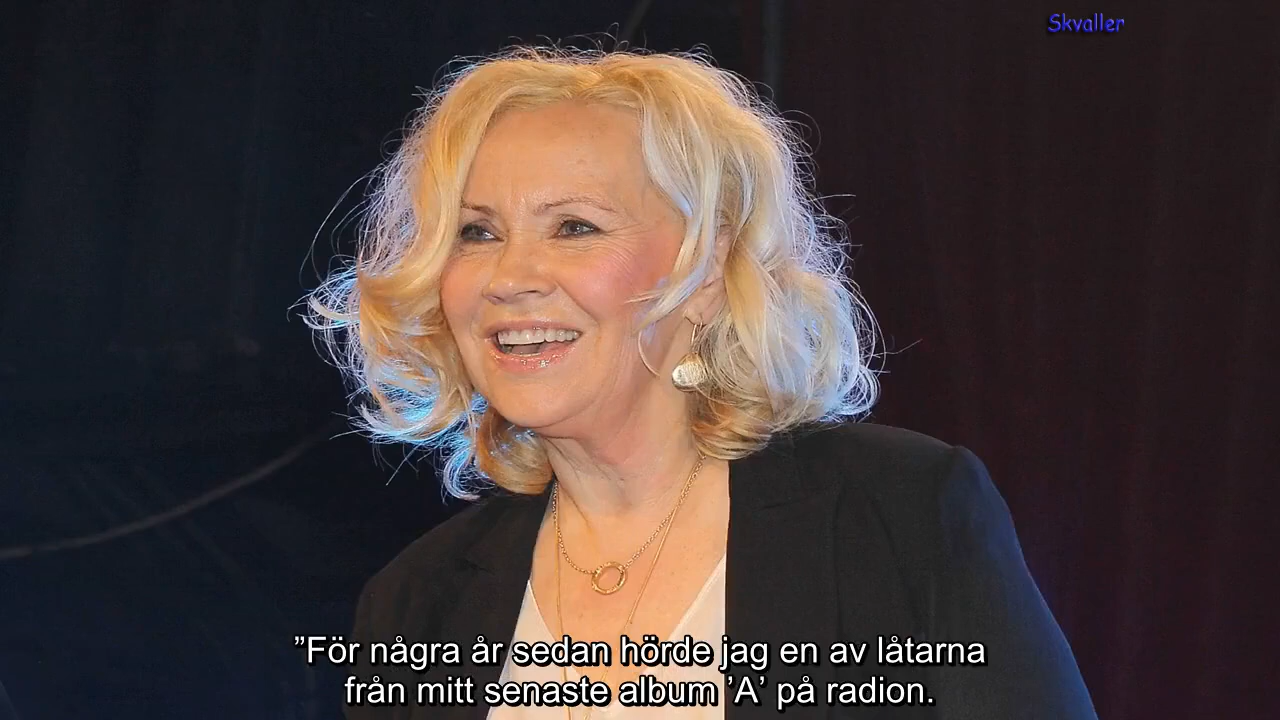 Skvaller
”För några år sedan hörde jag en av låtarna
från mitt senaste album ’A’ på radion.